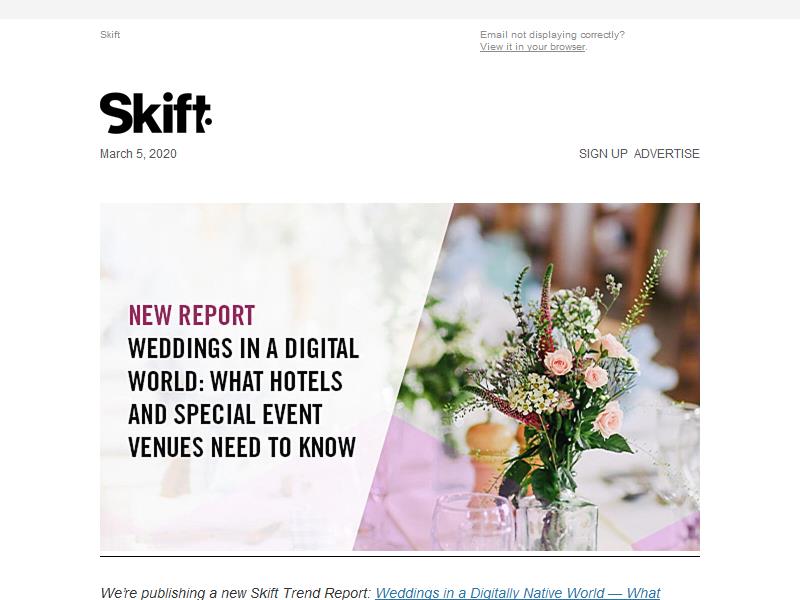 Skift
Email not displaying correctly?
View it in your browser.
Skift
March 5, 2020
SIGN UP ADVERTISE
NEW REPORT
WEDDINGS IN A DIGITAL
WORLD: WHAT HOTELS
AND SPECIAL EVENT
VENUES NEED TO KNOW
We're publishing a new Skift Trend Report: Weddings in a Digitally Native World — What